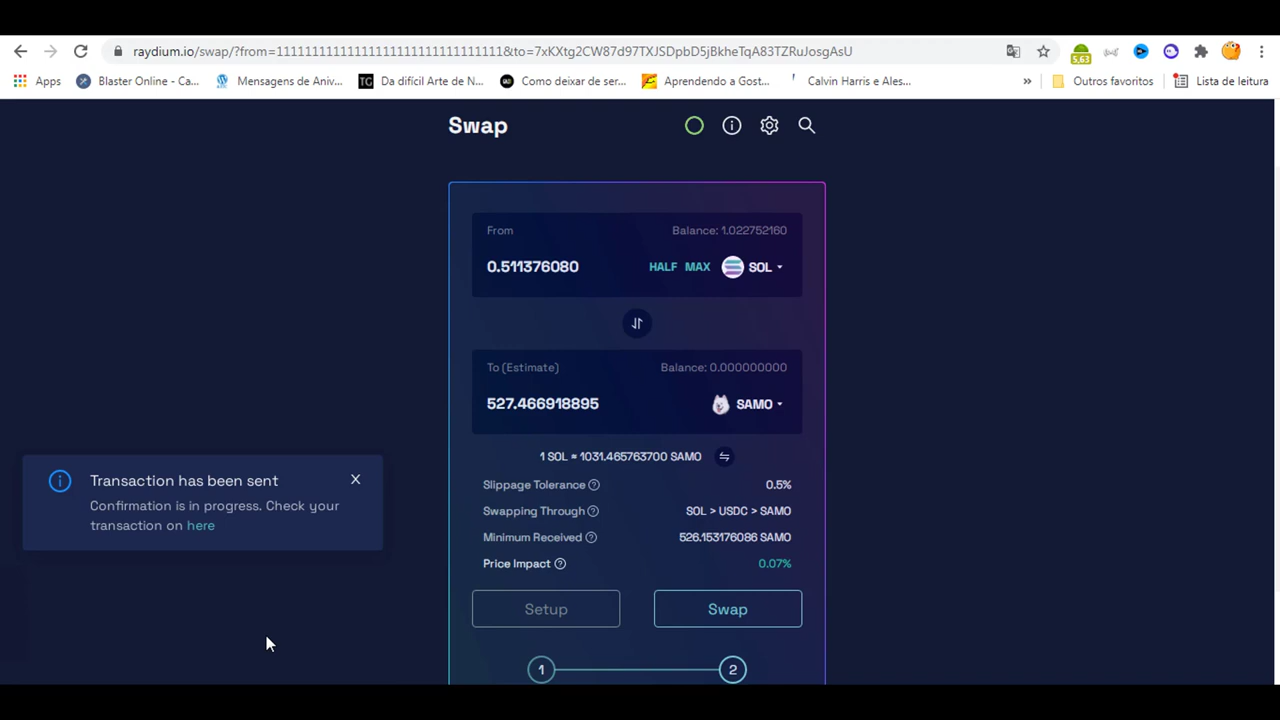 raydium.io/swap/?from=11111111111111111111111111111111&to=7xKXtg2CW87d97TXJSDpbD5jBkheTqA83TZRuJosgAsU
5,63
Apps
Blaster Online - Ca...
Mensagens de Aniv...
TG
Da difícil Arte de N...
Como deixar de ser...
Aprendendo a Gost...
Calvin Harris e Ales...
»
Outros favoritos
Lista de leitura
Swap
From
Balance: 1.022752160
0.511376080
HALF MAX
SOL
To (Estimate)
Balance: 0.000000000
527.466918895
SAMO
1 SOL ≈ 1031.465763700 SAMO
Slippage Tolerance
0.5%
Swapping Through
SOL > USDC > SAMO
Minimum Received
526.153176086 SAMO
Price Impact
0.07%
Setup
Swap
1
2
Transaction has been sent
X
Confirmation is in progress. Check your
transaction on here